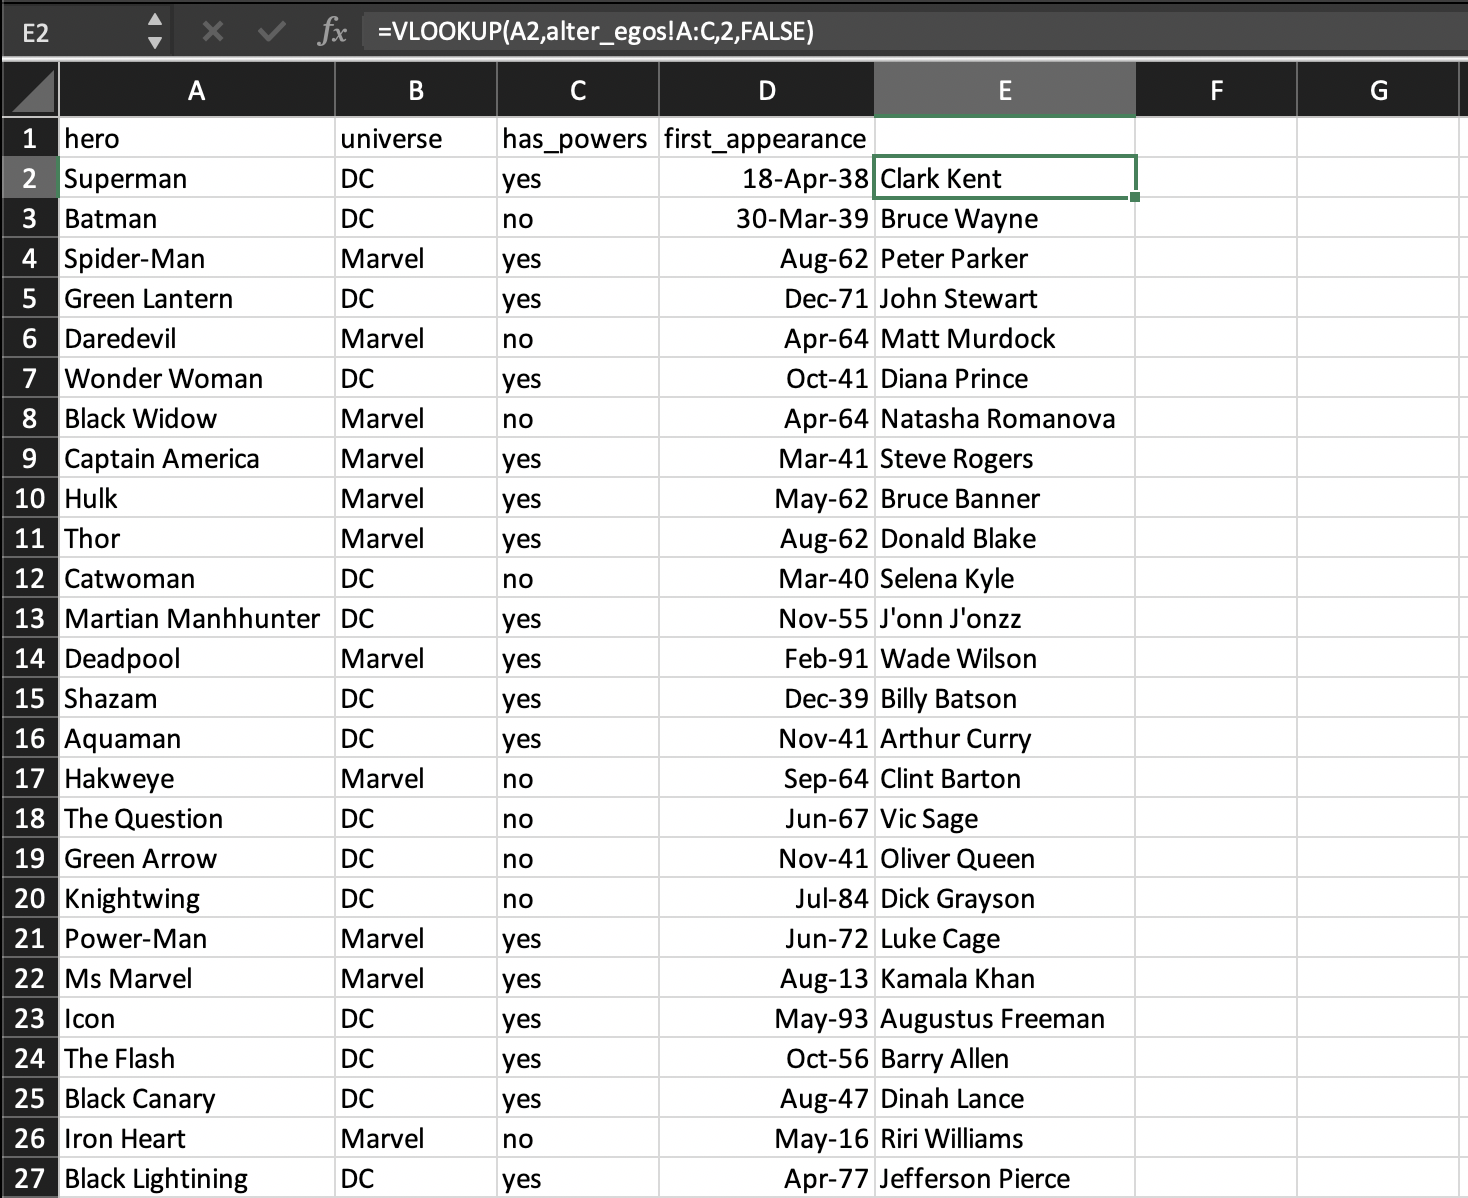 E2 fx =VLOOKUP(A2,alter_egos!A:C,2,FALSE)
A B C D E F G
1 hero universe has_powers first_appearance
2 Superman DC yes 18-Apr-38 Clark Kent
3 Batman DC no 30-Mar-39 Bruce Wayne
4 Spider-Man Marvel yes Aug-62 Peter Parker
5 Green Lantern DC yes Dec-71 John Stewart
6 Daredevil Marvel no Apr-64 Matt Murdock
7 Wonder Woman DC yes Oct-41 Diana Prince
8 Black Widow Marvel no Apr-64 Natasha Romanova
9 Captain America Marvel yes Mar-41 Steve Rogers
10 Hulk Marvel yes May-62 Bruce Banner
11 Thor Marvel yes Aug-62 Donald Blake
12 Catwoman DC no Mar-40 Selena Kyle
13 Martian Manhhunter DC yes Nov-55 J'onn J'onzz
14 Deadpool Marvel yes Feb-91 Wade Wilson
15 Shazam DC yes Dec-39 Billy Batson
16 Aquaman DC yes Nov-41 Arthur Curry
17 Hakweye Marvel no Sep-64 Clint Barton
18 The Question DC no Jun-67 Vic Sage
19 Green Arrow DC no Nov-41 Oliver Queen
20 Knightwing DC no Jul-84 Dick Grayson
21 Power-Man Marvel yes Jun-72 Luke Cage
22 Ms Marvel Marvel yes Aug-13 Kamala Khan
23 Icon DC yes May-93 Augustus Freeman
24 The Flash DC yes Oct-56 Barry Allen
25 Black Canary DC yes Aug-47 Dinah Lance
26 Iron Heart Marvel no May-16 Riri Williams
27 Black Lightining DC yes Apr-77 Jefferson Pierce